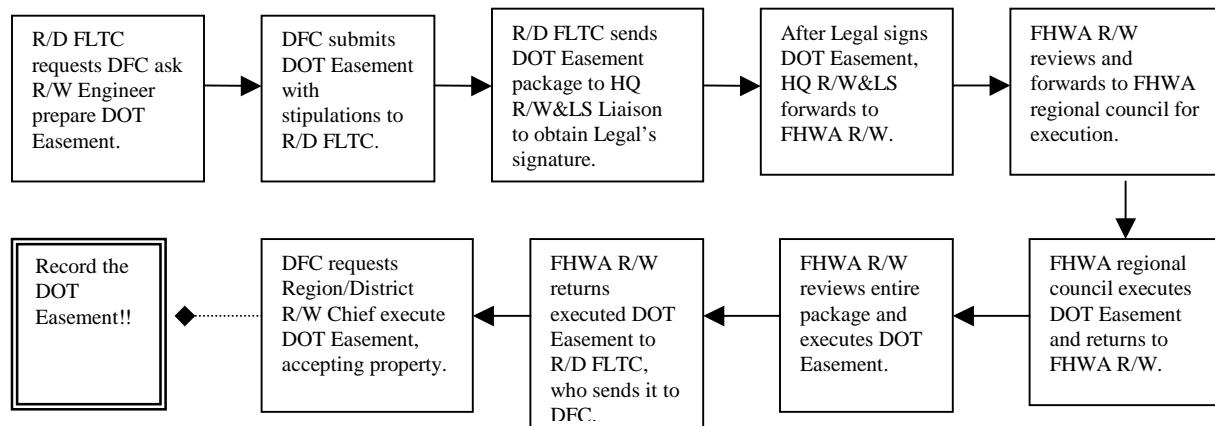 R/D FLTC
requests DFC ask
R/W Engineer
prepare DOT
Easement.
DFC submits
DOT Easement
with
stipulations to
R/D FLTC.
R/D FLTC sends
DOT Easement
package to HQ
R/W&LS Liaison
to obtain Legal’s
signature.
After Legal signs
DOT Easement,
HQ R/W&LS
forwards to
FHWA R/W.
FHWA R/W
reviews and
forwards to FHWA
regional council for
execution.
FHWA regional
council executes
DOT Easement
and returns to
FHWA R/W.
FHWA R/W
reviews entire
package and
executes DOT
Easement.
FHWA R/W
returns
executed DOT
Easement to
R/D FLTC,
who sends it to
DFC.
DFC requests
Region/District
R/W Chief execute
DOT Easement,
accepting property.
Record the
DOT
Easement!!